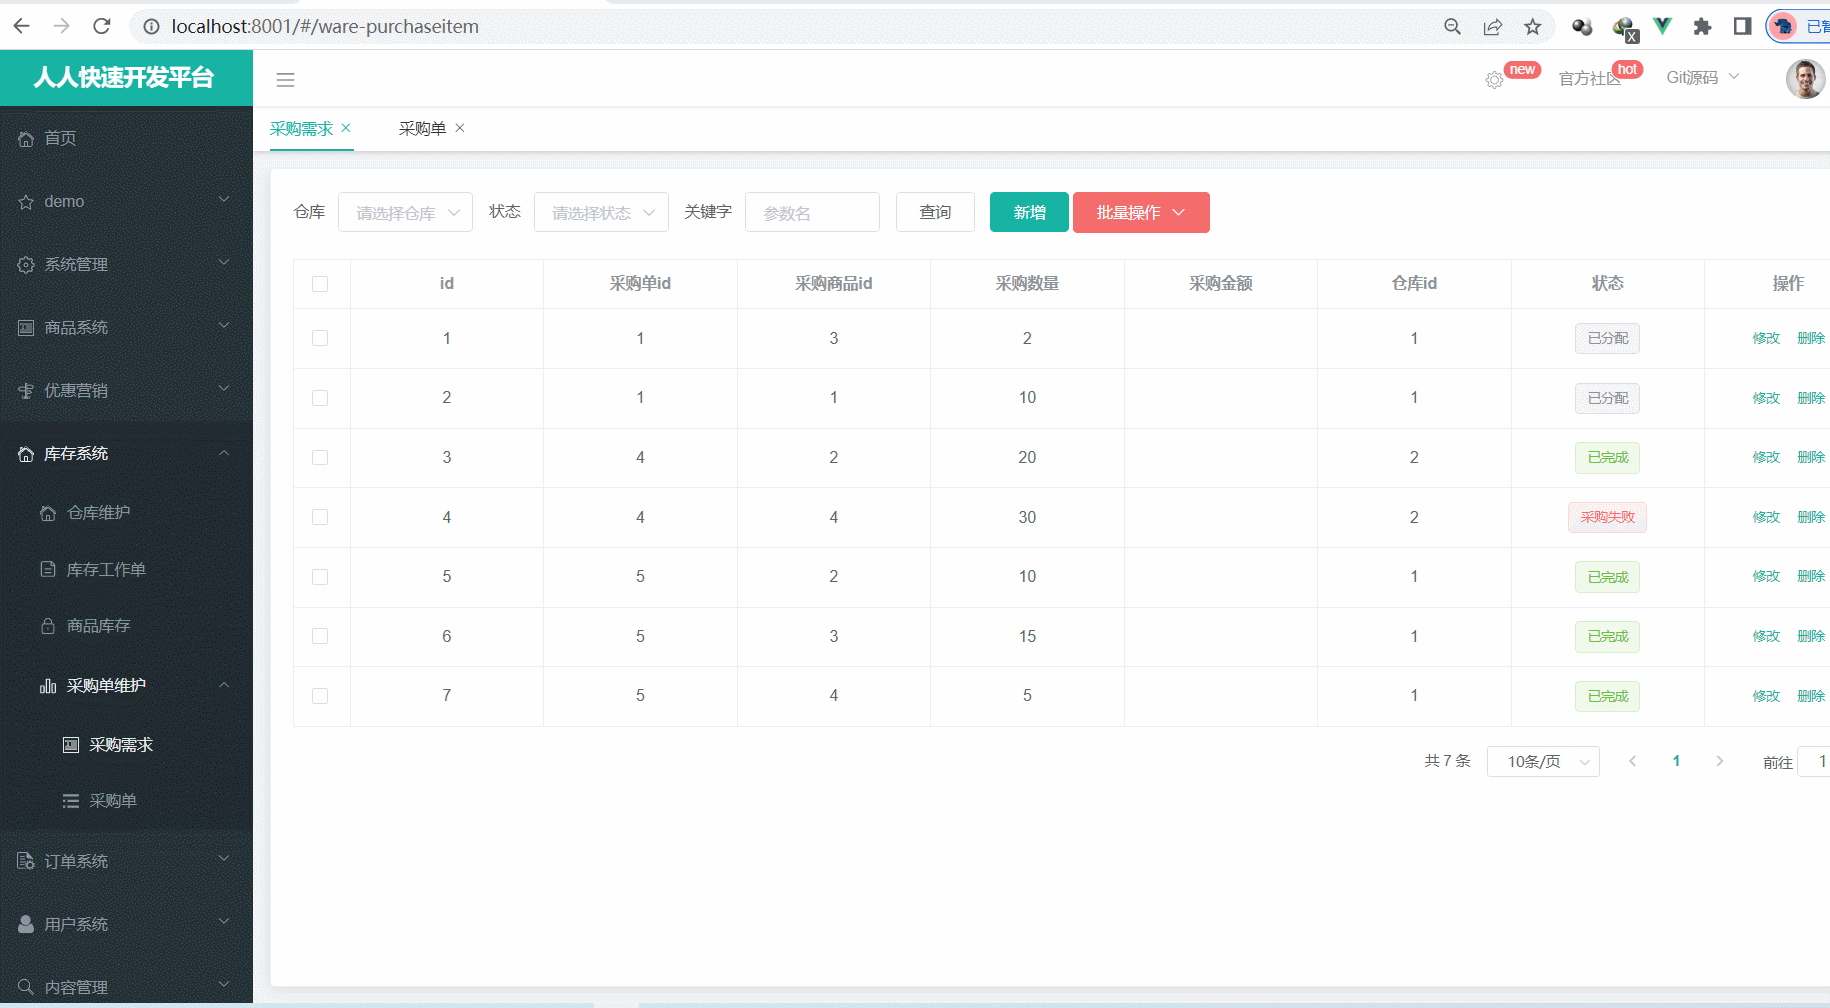 localhost:8001/#/ware-purchaseitem
X
人人快速开发平台
new
官方社区
hot
Git源码
首页
demo
系统管理
商品系统
优惠营销
库存系统
仓库维护
库存工作单
商品库存
采购单维护
采购需求
采购单
订单系统
用户系统
内容管理
采购需求 × 采购单 ×
仓库 请选择仓库 状态 请选择状态 关键字 参数名 查询 新增 批量操作
id 采购单id 采购商品id 采购数量 采购金额 仓库id 状态 操作
1 1 3 2 1 已分配 修改 删除
2 1 1 10 1 已分配 修改 删除
3 4 2 20 2 已完成 修改 删除
4 4 4 30 2 采购失败 修改 删除
5 5 2 10 1 已完成 修改 删除
6 5 3 15 1 已完成 修改 删除
7 5 4 5 1 已完成 修改 删除
共 7 条 10条/页 1 前往 1